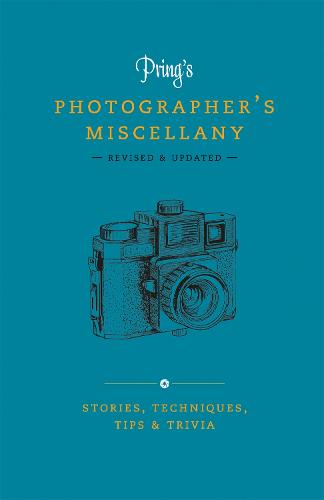 Pring's
PHOTOGRAPHER'S
MISCELLANY
— REVISED & UPDATED —
STORIES, TECHNIQUES,
TIPS & TRIVIA